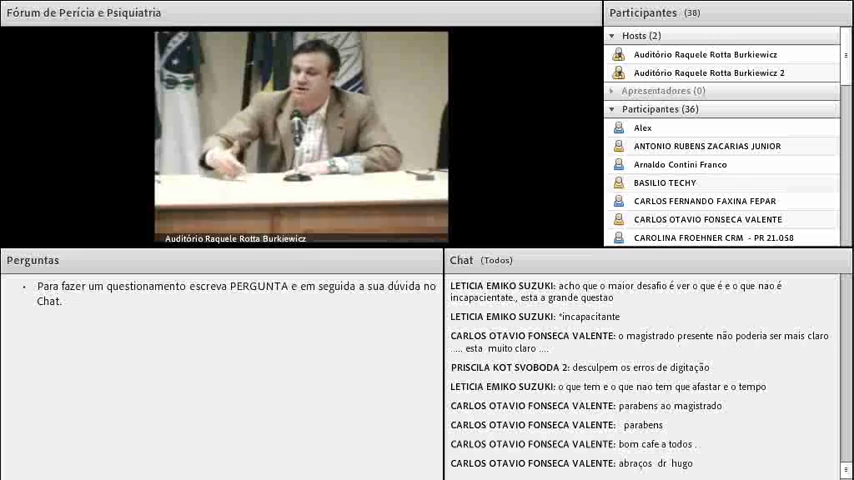 Fórum de Perícia e Psiquiatria
Auditório Raquele Rotta Burkiewicz
Participantes (38)
Hosts (2)
Auditório Raquele Rotta Burkiewicz
Auditório Raquele Rotta Burkiewicz 2
Apresentadores (0)
Participantes (36)
Alex
ANTONIO RUBENS ZACARIAS JUNIOR
Arnaldo Contini Franco
BASILIO TECHY
CARLOS FERNANDO FAXINA FEPAR
CARLOS OTAVIO FONSECA VALENTE
CAROLINA FROEHNER CRM - PR 21.058
Perguntas
Para fazer um questionamento escreva PERGUNTA e em seguida a sua dúvida no
Chat.
Chat (Todos)
LETICIA EMIKO SUZUKI: acho que o maior desafio é ver o que é e o que nao é
incapacientate., esta a grande questao
LETICIA EMIKO SUZUKI: *incapacitante
CARLOS OTAVIO FONSECA VALENTE: o magistrado presente não poderia ser mais claro
..... esta muito claro ....
PRISCILA KOT SVOBODA 2: desculpem os erros de digitação
LETICIA EMIKO SUZUKI: o que tem e o que nao tem que afastar e o tempo
CARLOS OTAVIO FONSECA VALENTE: parabens ao magistrado
CARLOS OTAVIO FONSECA VALENTE: parabens
CARLOS OTAVIO FONSECA VALENTE: bom cafe a todos .
CARLOS OTAVIO FONSECA VALENTE: abraços dr hugo